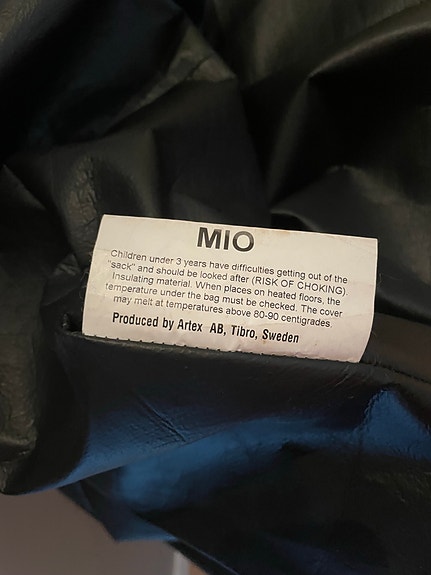 MIO
Children under 3 years have difficulties getting out of the
"sack" and should be looked after (RISK OF CHOKING)
Insulating material. When places on heated floors, the
temperature under the bag must be checked. The cover
may melt at temperatures above 80-90 centigrades.
Produced by Artex AB, Tibro, Sweden